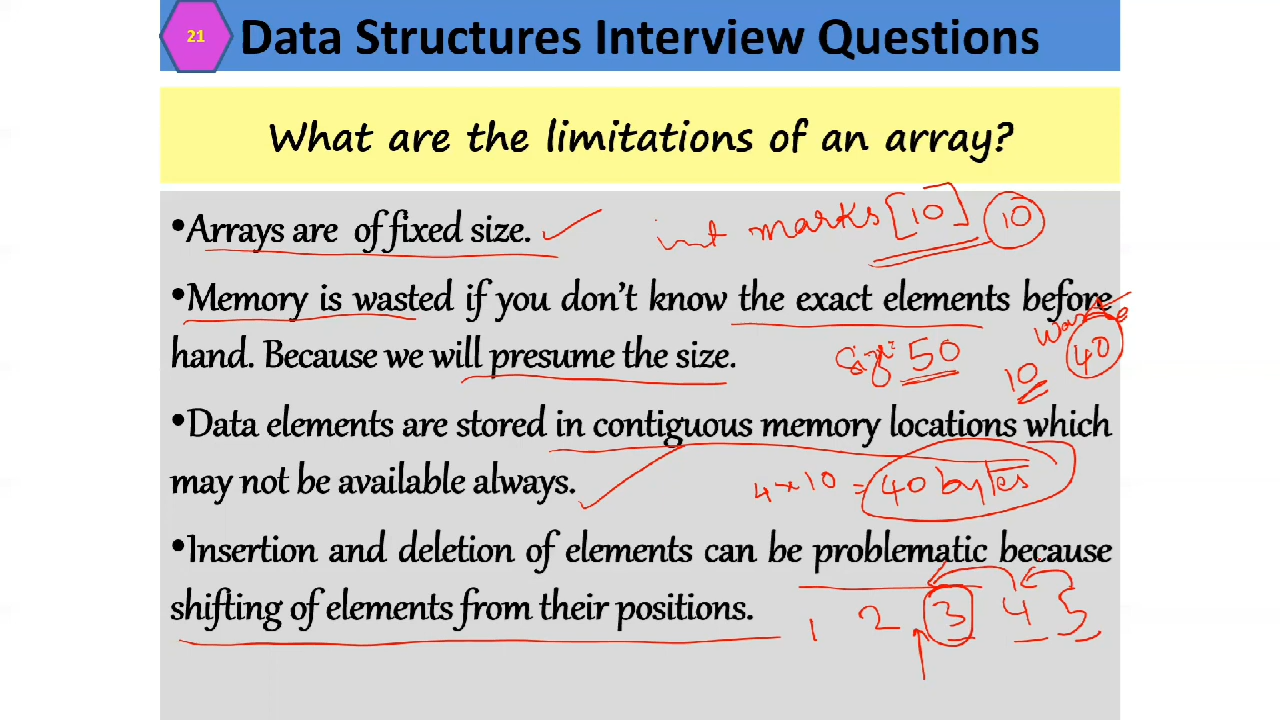 21
Data Structures Interview Questions
What are the limitations of an array?
•Arrays are of fixed size.
int marks [10] 10
•Memory is wasted if you don't know the exact elements before
hand. Because we will presume the size.
size 50
10
Waste
40
•Data elements are stored in contiguous memory locations which
may not be available always.
4 × 10 = 40 bytes
•Insertion and deletion of elements can be problematic because
shifting of elements from their positions.
1 2 3 4 5